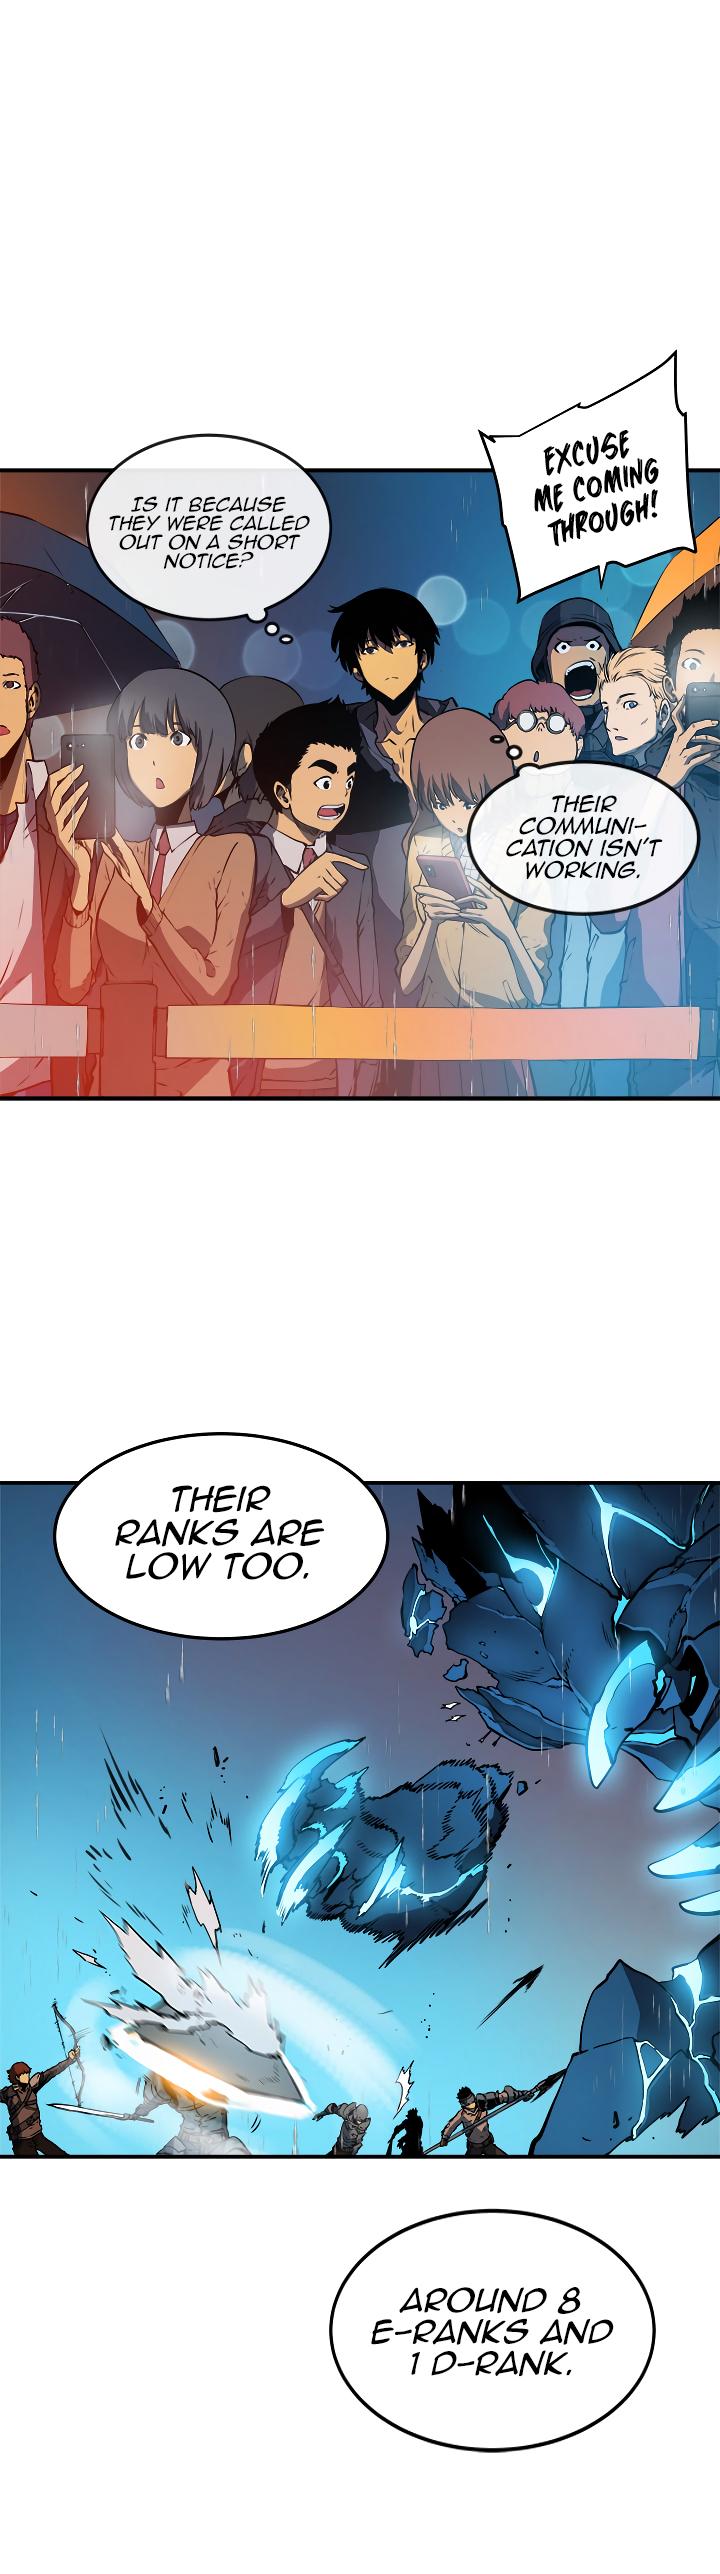 EXCUSE
ME COMING
THROUGH!
IS IT BECAUSE
THEY WERE CALLED
OUT ON A SHORT
NOTICE?
THEIR
COMMUNI-
CATION ISN'T
WORKING.
THEIR
RANKS ARE
LOW TOO.
AROUND 8
E-RANKS AND
1 D-RANK.